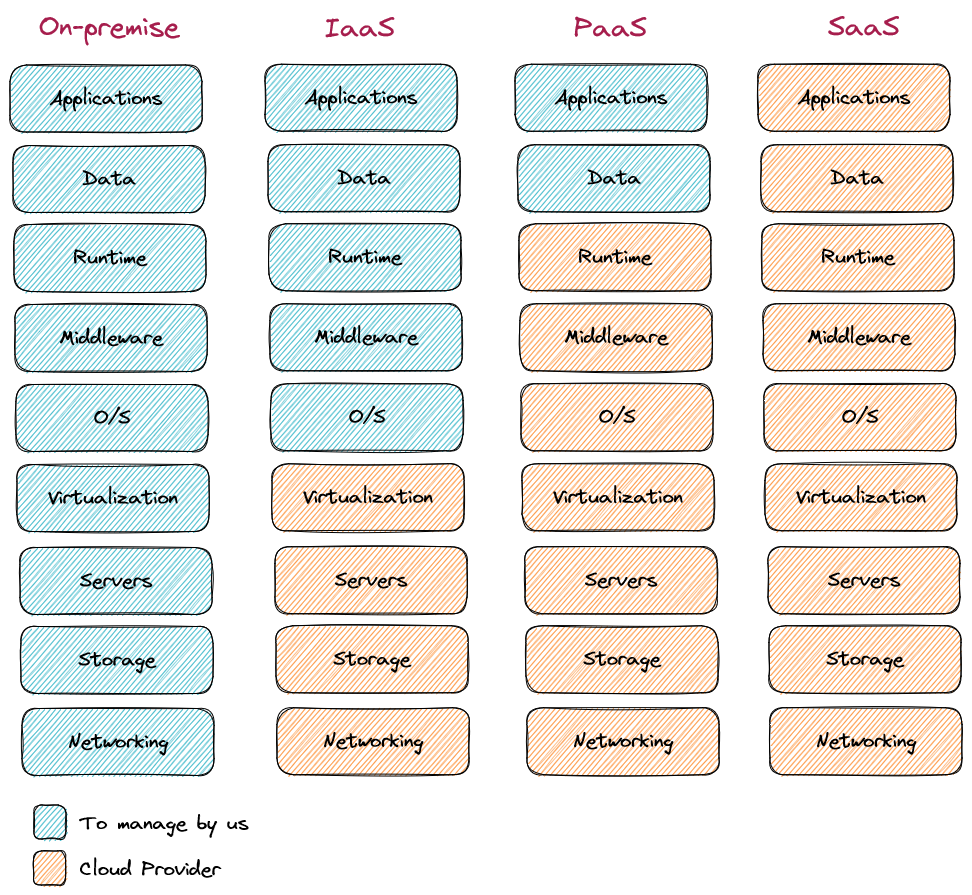 On-premise IaaS PaaS SaaS
Applications Applications Applications Applications
Data Data Data Data
Runtime Runtime Runtime Runtime
Middleware Middleware Middleware Middleware
O/S O/S O/S O/S
Virtualization Virtualization Virtualization Virtualization
Servers Servers Servers Servers
Storage Storage Storage Storage
Networking Networking Networking Networking
To manage by us
Cloud Provider